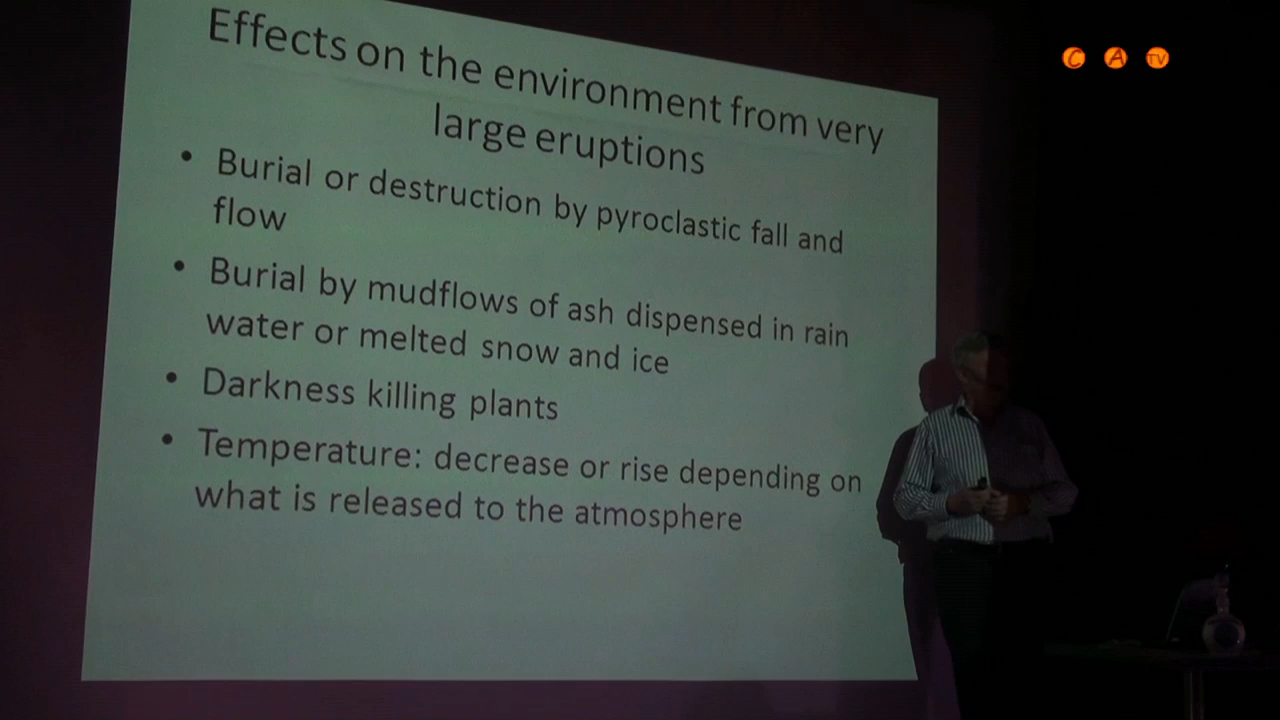 Effects on the environment from very
large eruptions
• Burial or destruction by pyroclastic fall and
flow
• Burial by mudflows of ash dispensed in rain
water or melted snow and ice
• Darkness killing plants
• Temperature: decrease or rise depending on
what is released to the atmosphere
C A TV